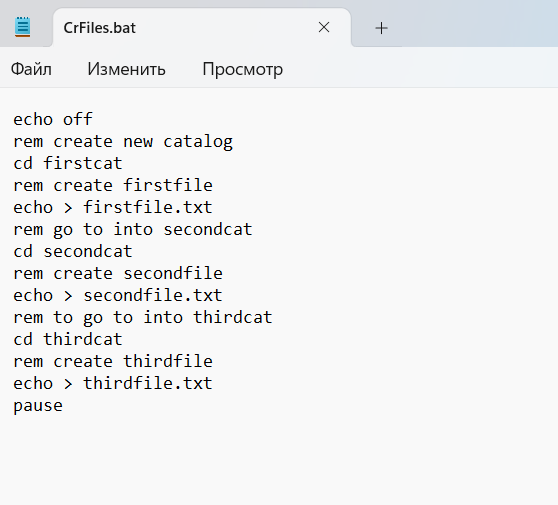 CrFiles.bat
Файл Изменить Просмотр
echo off
rem create new catalog
cd firstcat
rem create firstfile
echo > firstfile.txt
rem go to into secondcat
cd secondcat
rem create secondfile
echo > secondfile.txt
rem to go to into thirdcat
cd thirdcat
rem create thirdfile
echo > thirdfile.txt
pause